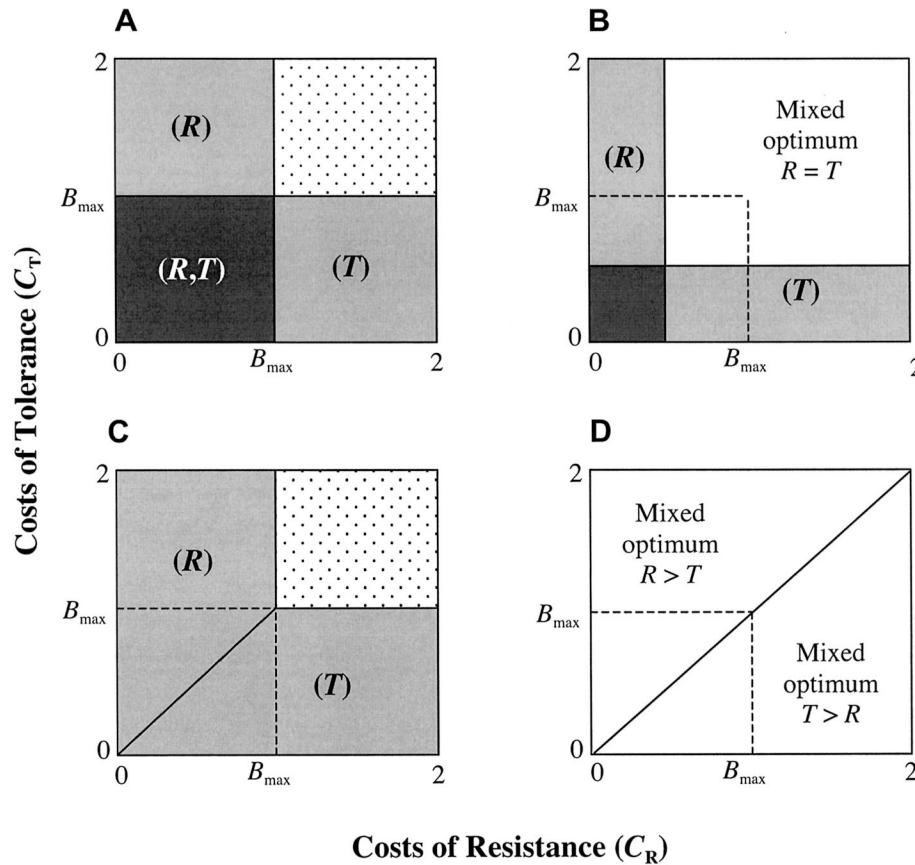 A
2
(R)
B_max
(R,T)
(T)
0
0
B_max
2
B
2
Mixed
optimum
R = T
(R)
B_max
(T)
0
0
B_max
2
C
2
(R)
B_max
(T)
0
0
B_max
2
D
2
Mixed
optimum
R > T
B_max
Mixed
optimum
T > R
0
0
B_max
2
Costs of Tolerance (C_T)
Costs of Resistance (C_R)